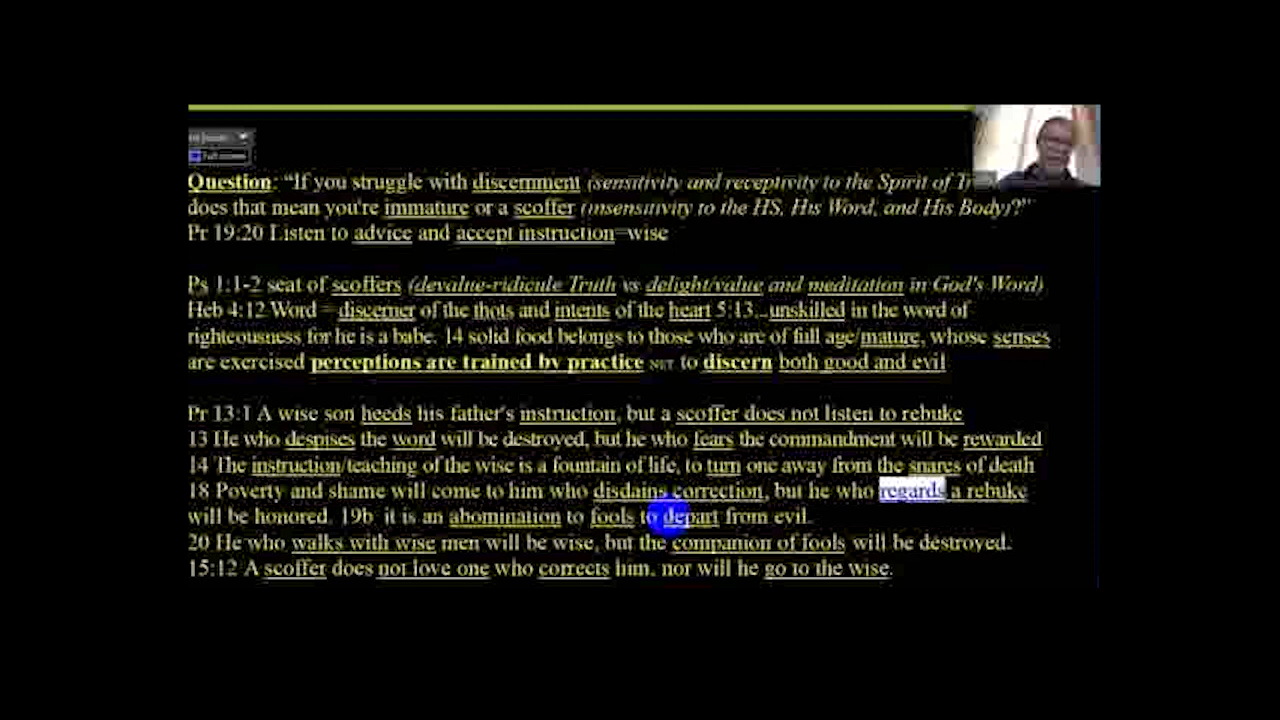 Full screen
Question: “If you struggle with discernment (sensitivity and receptivity to the Spirit of
does that mean you're immature or a scoffer (insensitivity to the HS, His Word, and His Body)?”
Pr 19:20 Listen to advice and accept instruction=wise
Ps 1:1-2 seat of scoffers (devalue-ridicule Truth vs delight/value and meditation in God's Word)
Heb 4:12 Word = discerner of the thots and intents of the heart 5:13...unskilled in the word of
righteousness for he is a babe. 14 solid food belongs to those who are of full age/mature, whose senses
are exercised perceptions are trained by practice NET to discern both good and evil
Pr 13:1 A wise son heeds his father's instruction, but a scoffer does not listen to rebuke
13 He who despises the word will be destroyed, but he who fears the commandment will be rewarded
14 The instruction/teaching of the wise is a fountain of life, to turn one away from the snares of death
18 Poverty and shame will come to him who disdains correction, but he who regards a rebuke
will be honored. 19b it is an abomination to fools to depart from evil.
20 He who walks with wise men will be wise, but the companion of fools will be destroyed.
15:12 A scoffer does not love one who corrects him, nor will he go to the wise.